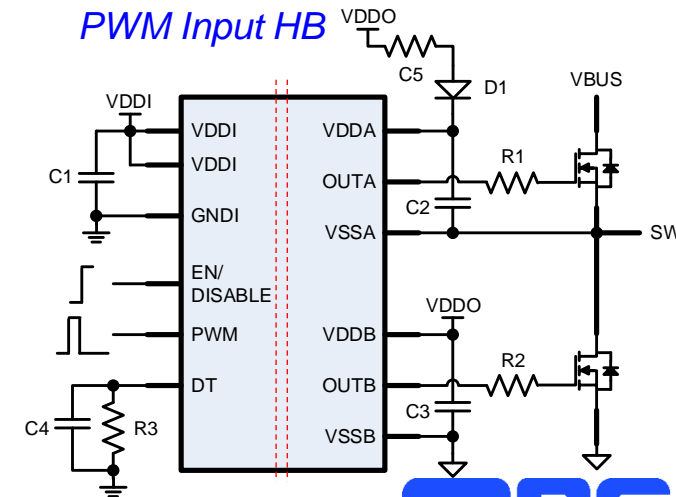 PWM Input HB
VDDO
C5
D1
VBUS
VDDI
VDDI
VDDI
GNDI
C1
EN/
DISABLE
PWM
DT
C4
R3
VDDA
OUTA
C2
VSSA
R1
SW
VDDO
VDDB
OUTB
C3
VSSB
R2